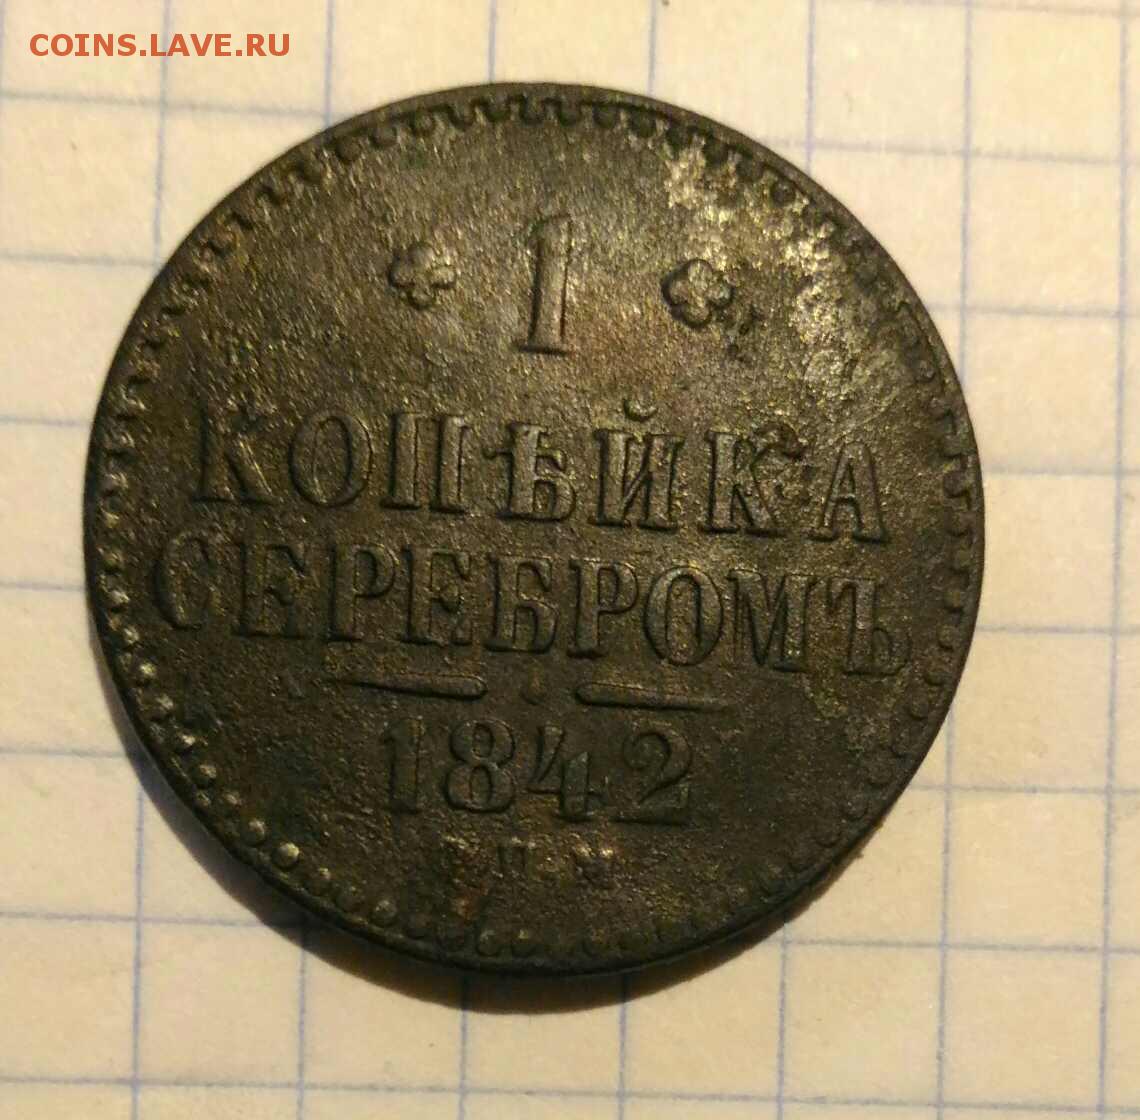 COINS.LAVE.RU
1
КОПѢЙКА
СЕРЕБРОМЪ
1842